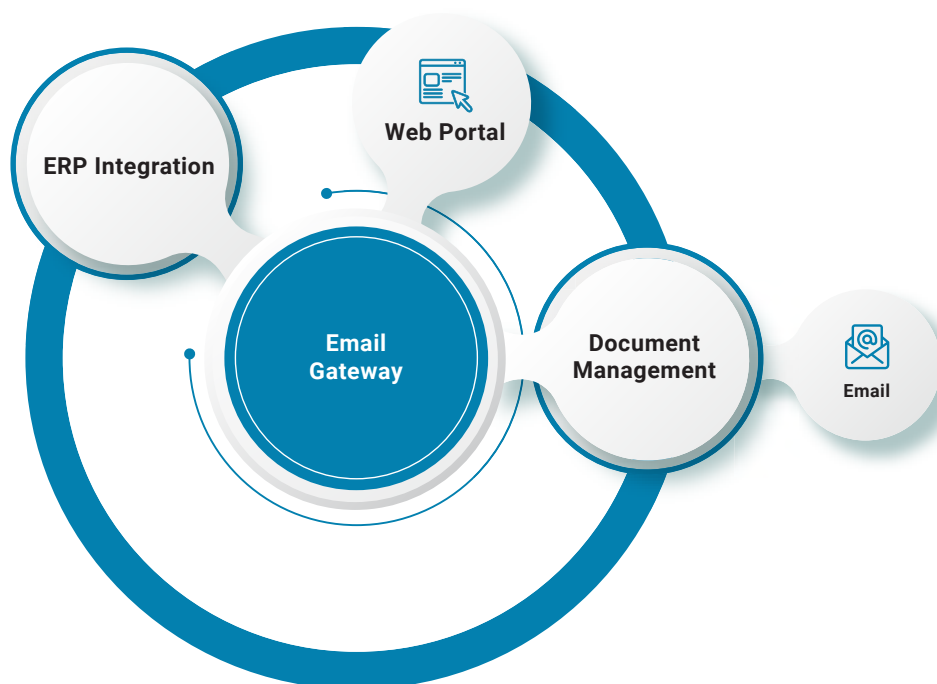 Web Portal
ERP Integration
Email
Gateway
Document
Management
Email